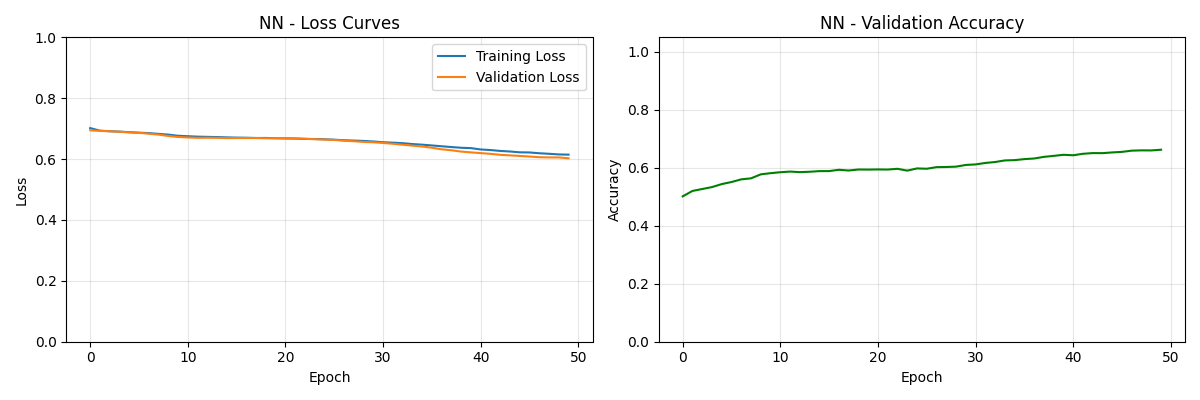 NN - Loss Curves
1.0
0.8
0.6
0.4
0.2
0.0
Loss
Training Loss
Validation Loss
0 10 20 30 40 50
Epoch
NN - Validation Accuracy
1.0
0.8
0.6
0.4
0.2
0.0
Accuracy
0 10 20 30 40 50
Epoch